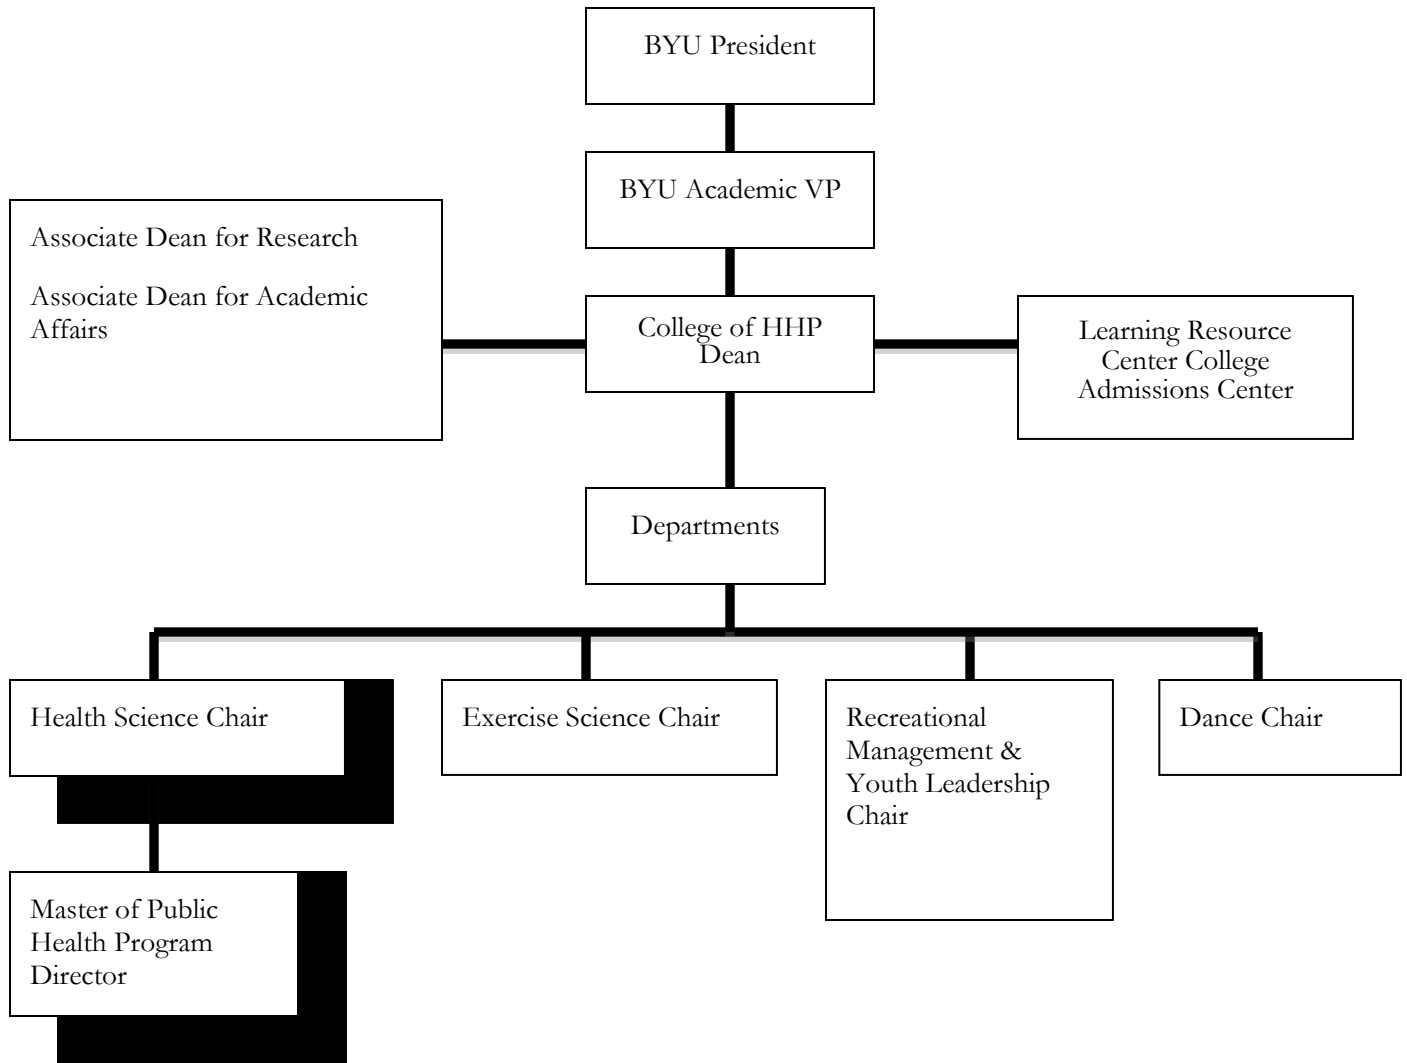 BYU President
BYU Academic VP
Associate Dean for Research
Associate Dean for Academic
Affairs
College of HHP
Dean
Learning Resource
Center College
Admissions Center
Departments
Health Science Chair
Exercise Science Chair
Recreational
Management &
Youth Leadership
Chair
Dance Chair
Master of Public
Health Program
Director